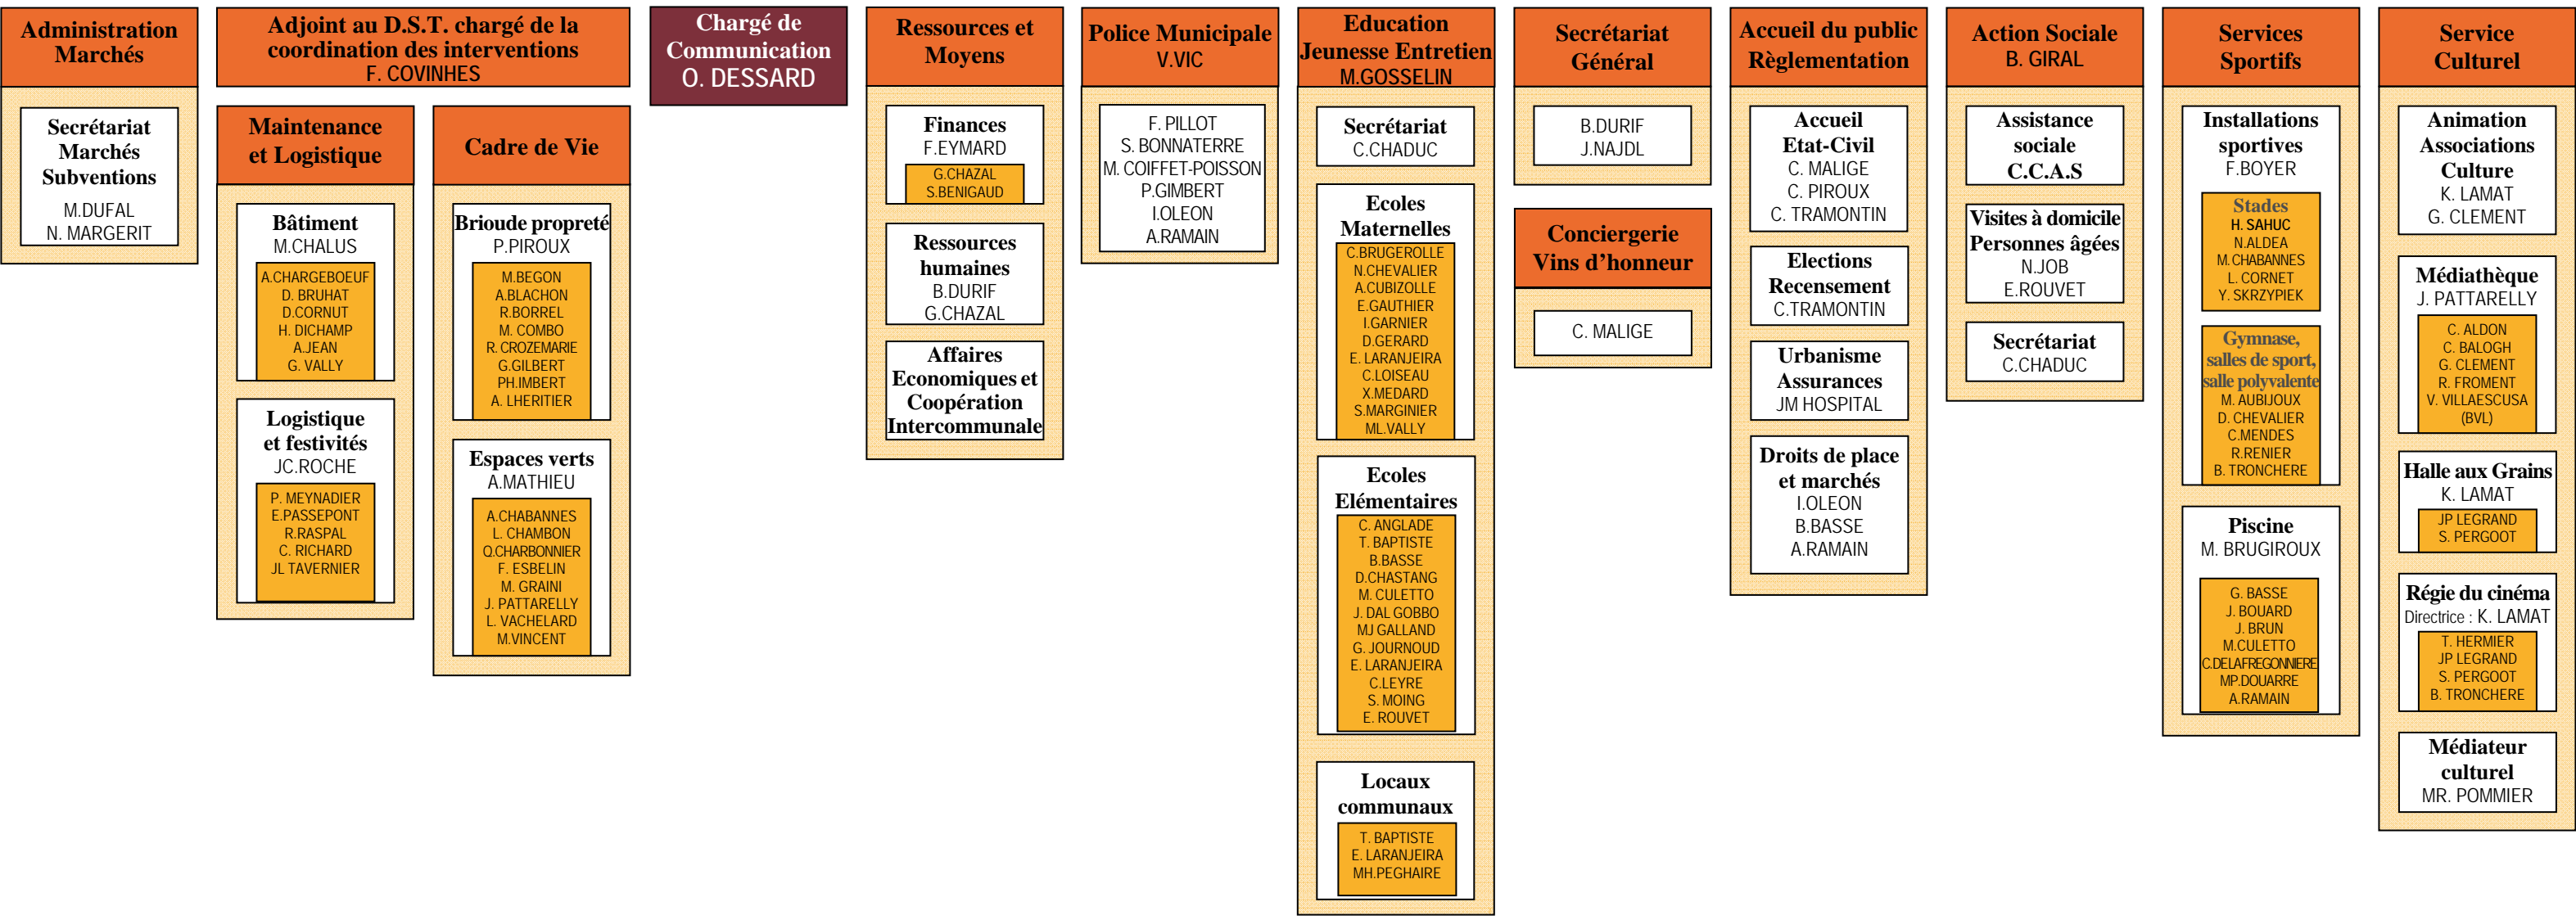 Administration
Marchés
Secrétariat
Marchés
Subventions
M.DUFAL
N. MARGERIT
Adjoint au D.S.T. chargé de la
coordination des interventions
F. COVINHES
Maintenance
et Logistique
Bâtiment
M.CHALUS
A.CHARGEBOEUF
D. BRUHAT
D.CORNUT
H. DICHAMP
A.JEAN
G. VALLY
Logistique
et festivités
JC.ROCHE
P. MEYNADIER
E.PASSEPONT
R.RASPAL
C. RICHARD
JL TAVERNIER
Cadre de Vie
Brioude propreté
P.PIROUX
M.BEGON
A.BLACHON
R.BORREL
M. COMBO
R. CROZEMARIE
G.GILBERT
PH.IMBERT
A. LHERITIER
Espaces verts
A.MATHIEU
A.CHABANNES
L. CHAMBON
Q.CHARBONNIER
F. ESBELIN
M. GRAINI
J. PATTARELLY
L. VACHELARD
M.VINCENT
Chargé de
Communication
O. DESSARD
Ressources et
Moyens
Finances
F.EYMARD
G.CHAZAL
S.BENIGAUD
Ressources
humaines
B.DURIF
G.CHAZAL
Affaires
Economiques et
Coopération
Intercommunale
Police Municipale
V.VIC
F. PILLOT
S. BONNATERRE
M. COIFFET-POISSON
P.GIMBERT
I.OLEON
A.RAMAIN
Education
Jeunesse Entretien
M.GOSSELIN
Secrétariat
C.CHADUC
Ecoles
Maternelles
C.BRUGEROLLE
N.CHEVALIER
A.CUBIZOLLE
E.GAUTHIER
I.GARNIER
D.GERARD
E. LARANJEIRA
C.LOISEAU
X.MEDARD
S.MARGINIER
ML.VALLY
Ecoles
Elémentaires
C. ANGLADE
T. BAPTISTE
B.BASSE
D.CHASTANG
M. CULETTO
J. DAL GOBBO
MJ GALLAND
G. JOURNOUD
E. LARANJEIRA
C.LEYRE
S. MOING
E. ROUVET
Locaux
communaux
T. BAPTISTE
E. LARANJEIRA
MH.PEGHAIRE
Secrétariat
Général
B.DURIF
J.NAJDL
Conciergerie
Vins d’honneur
C. MALIGE
Accueil du public
Règlementation
Accueil
Etat-Civil
C. MALIGE
C. PIROUX
C. TRAMONTIN
Elections
Recensement
C.TRAMONTIN
Urbanisme
Assurances
JM HOSPITAL
Droits de place
et marchés
I.OLEON
B.BASSE
A.RAMAIN
Action Sociale
B. GIRAL
Assistance
sociale
C.C.A.S
Visites à domicile
Personnes âgées
N.JOB
E.ROUVET
Secrétariat
C.CHADUC
Services
Sportifs
Installations
sportives
F.BOYER
Stades
H. SAHUC
N.ALDEA
M. CHABANNES
L. CORNET
Y. SKRZYPIEK
Gymnase,
salles de sport,
salle polyvalente
M. AUBIJOUX
D. CHEVALIER
C.MENDES
R.RENIER
B. TRONCHERE
Piscine
M. BRUGIROUX
G. BASSE
J. BOUARD
J. BRUN
M.CULETTO
C.DELAFREGONNIERE
MP.DOUARRE
A.RAMAIN
Service
Culturel
Animation
Associations
Culture
K. LAMAT
G. CLEMENT
Médiathèque
J. PATTARELLY
C. ALDON
C. BALOGH
G. CLEMENT
R. FROMENT
V. VILLAESCUSA
(BVL)
Halle aux Grains
K. LAMAT
JP LEGRAND
S. PERGOOT
Régie du cinéma
Directrice : K. LAMAT
T. HERMIER
JP LEGRAND
S. PERGOOT
B. TRONCHERE
Médiateur
culturel
MR. POMMIER